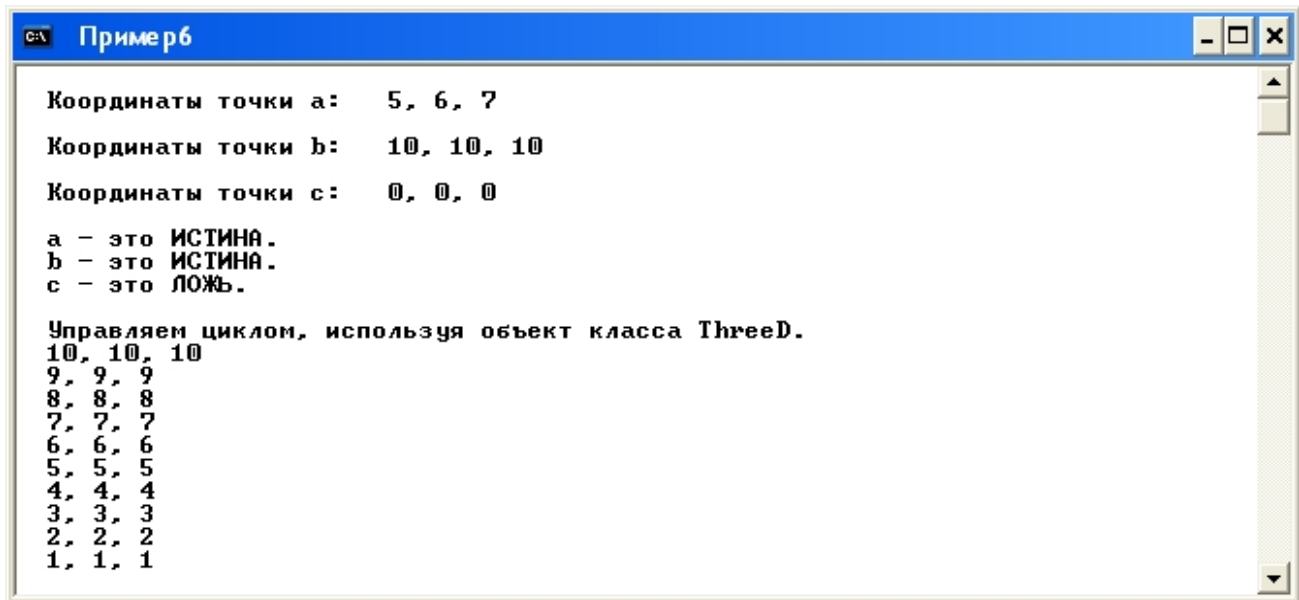 Пример6
Координаты точки a: 5, 6, 7
Координаты точки b: 10, 10, 10
Координаты точки c: 0, 0, 0
a - это ИСТИНА.
b - это ИСТИНА.
c - это ЛОЖЬ.
Управляем циклом, используя объект класса ThreeD.
10, 10, 10
9, 9, 9
8, 8, 8
7, 7, 7
6, 6, 6
5, 5, 5
4, 4, 4
3, 3, 3
2, 2, 2
1, 1, 1